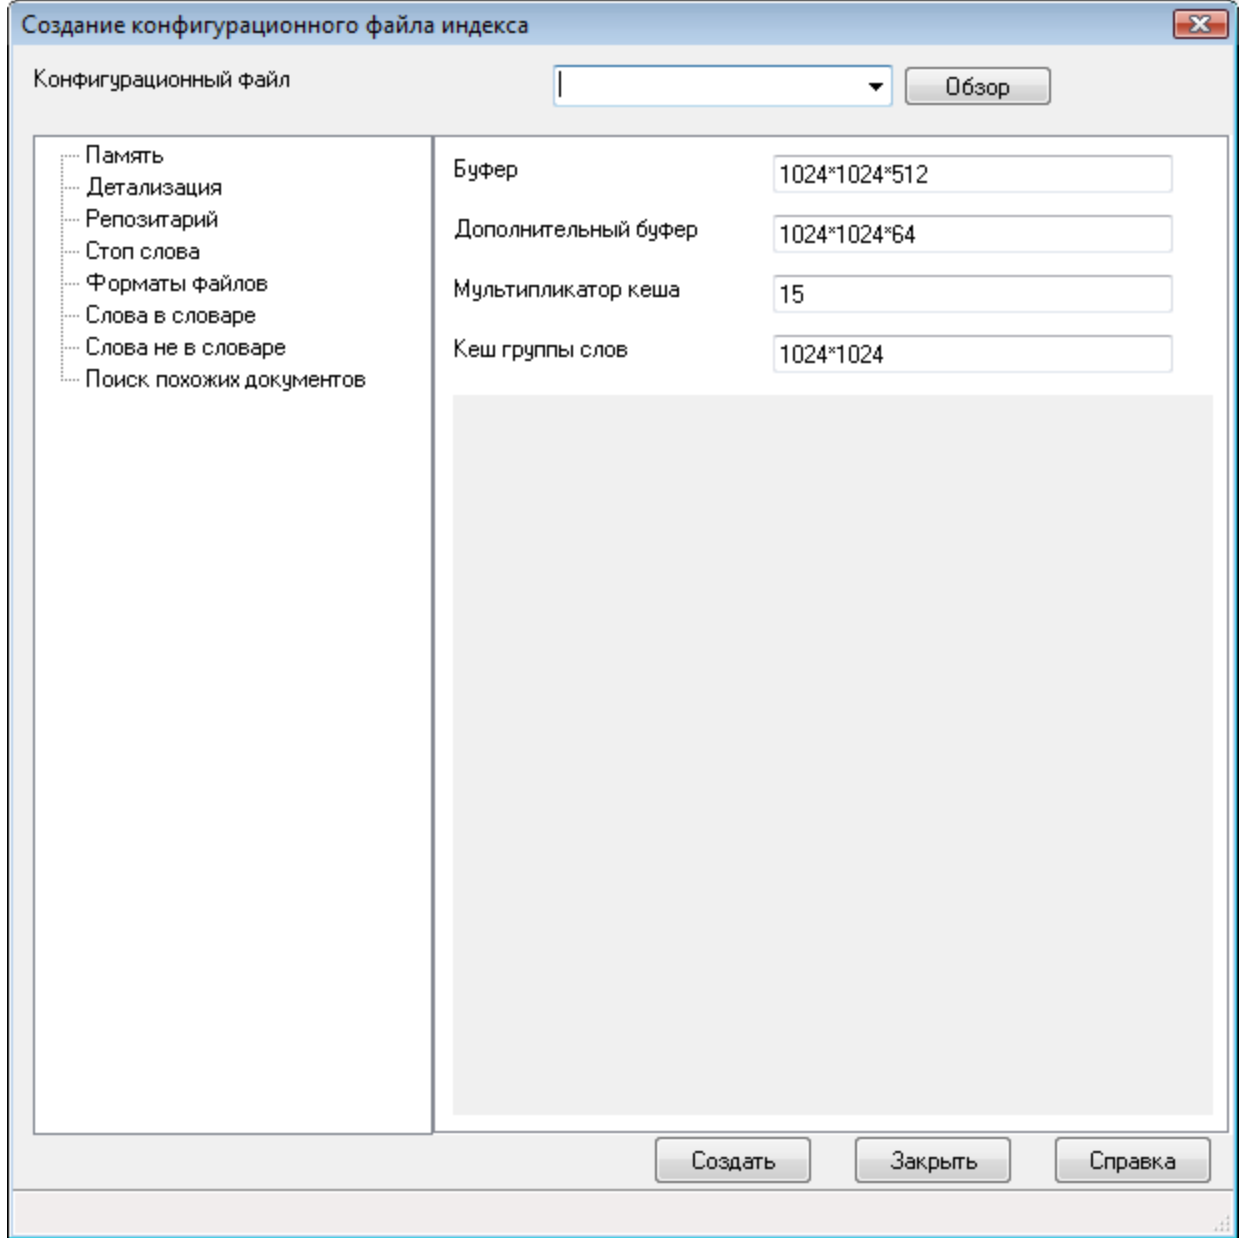 Создание конфигурационного файла индекса
Конфигурационный файл
Обзор
Память
Детализация
Репозитарий
Стоп слова
Форматы файлов
Слова в словаре
Слова не в словаре
Поиск похожих документов
Буфер 1024*1024*512
Дополнительный буфер 1024*1024*64
Мультипликатор кеша 15
Кеш группы слов 1024*1024
Создать Закрыть Справка